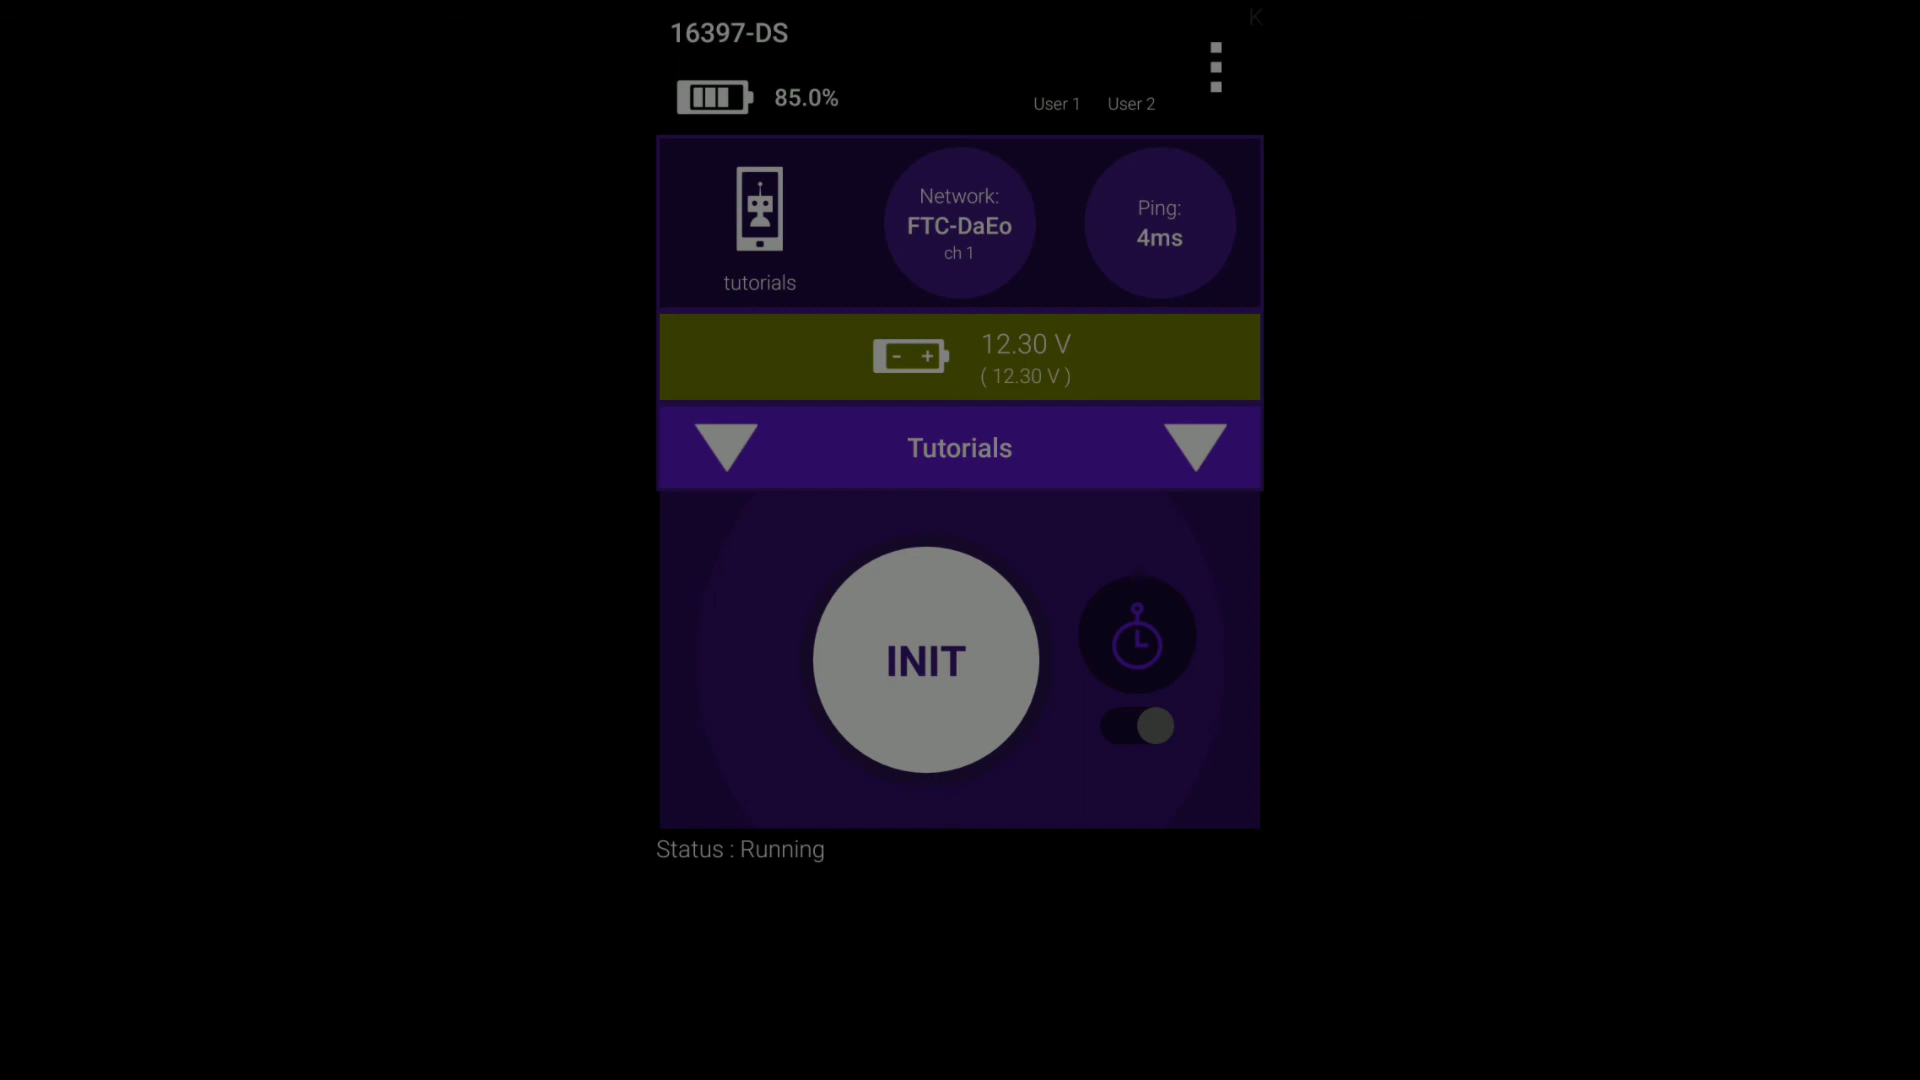 16397-DS
K
85.0%
User 1 User 2
Network:
FTC-DaEo
ch 1
Ping:
4ms
tutorials
12.30 V
( 12.30 V )
Tutorials
INIT
Status : Running